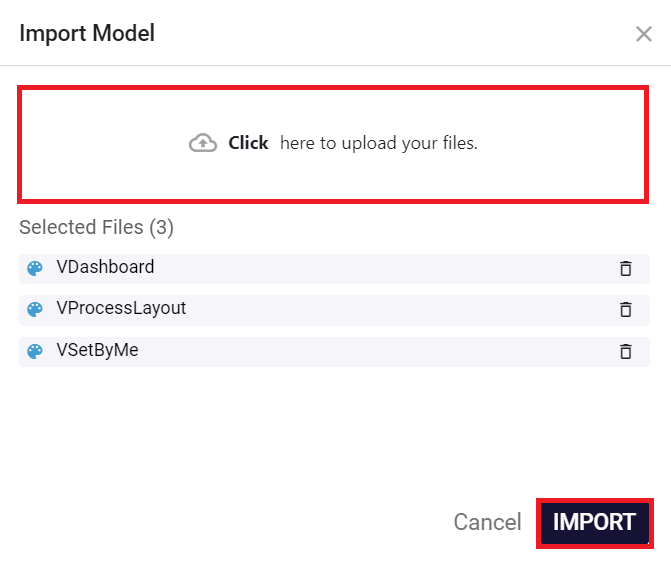 Import Model
Click here to upload your files.
Selected Files (3)
VDashboard
VProcessLayout
VSetByMe
Cancel IMPORT